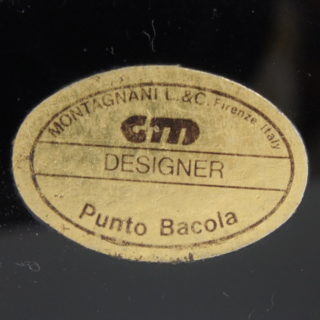 MONTAGNANI L.&C. Firenze Italy
GM
DESIGNER
Punto Bacola